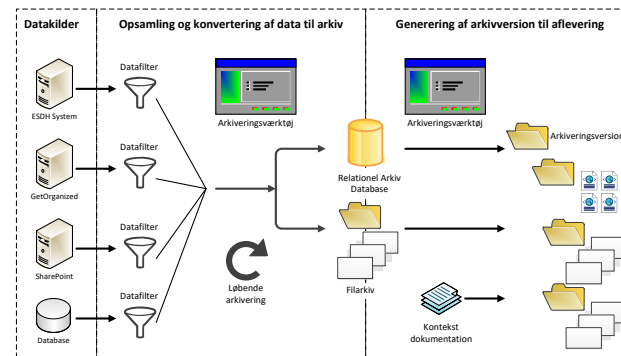 Datakilder
Opsamling og konvertering af data til arkiv
Generering af arkivversion til aflevering
ESDH System
GetOrganized
SharePoint
Database
Datafilter
Datafilter
Datafilter
Datafilter
Arkiveringsværktøj
Løbende
arkivering
Relationel Arkiv
Database
Filarkiv
Arkiveringsværktøj
Arkiveringsversion
Kontekst
dokumentation